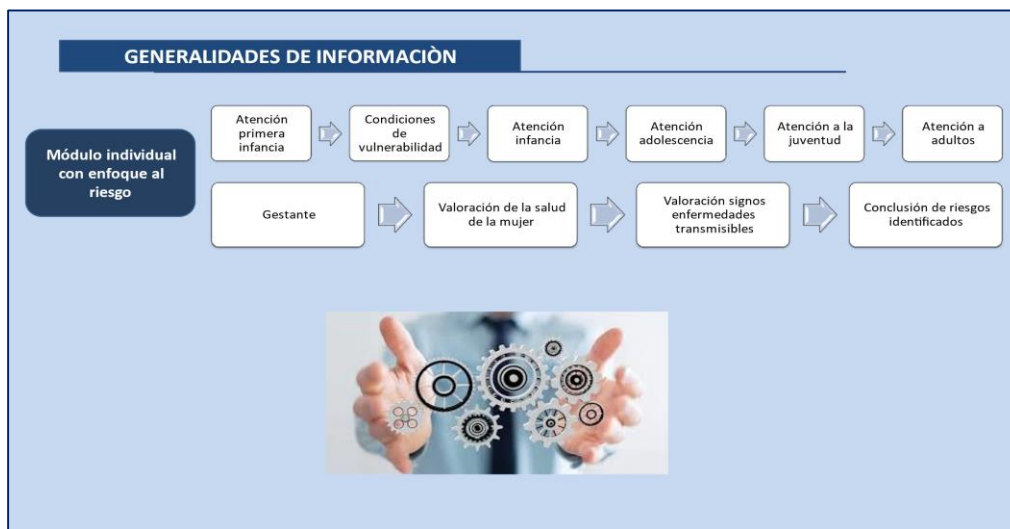 GENERALIDADES DE INFORMACIÒN
Módulo individual
con enfoque al
riesgo
Atención
primera
infancia
Condiciones
de
vulnerabilidad
Atención
infancia
Atención
adolescencia
Atención a la
juventud
Atención a
adultos
Gestante
Valoración de la salud
de la mujer
Valoración signos
enfermedades
transmisibles
Conclusión de riesgos
identificados